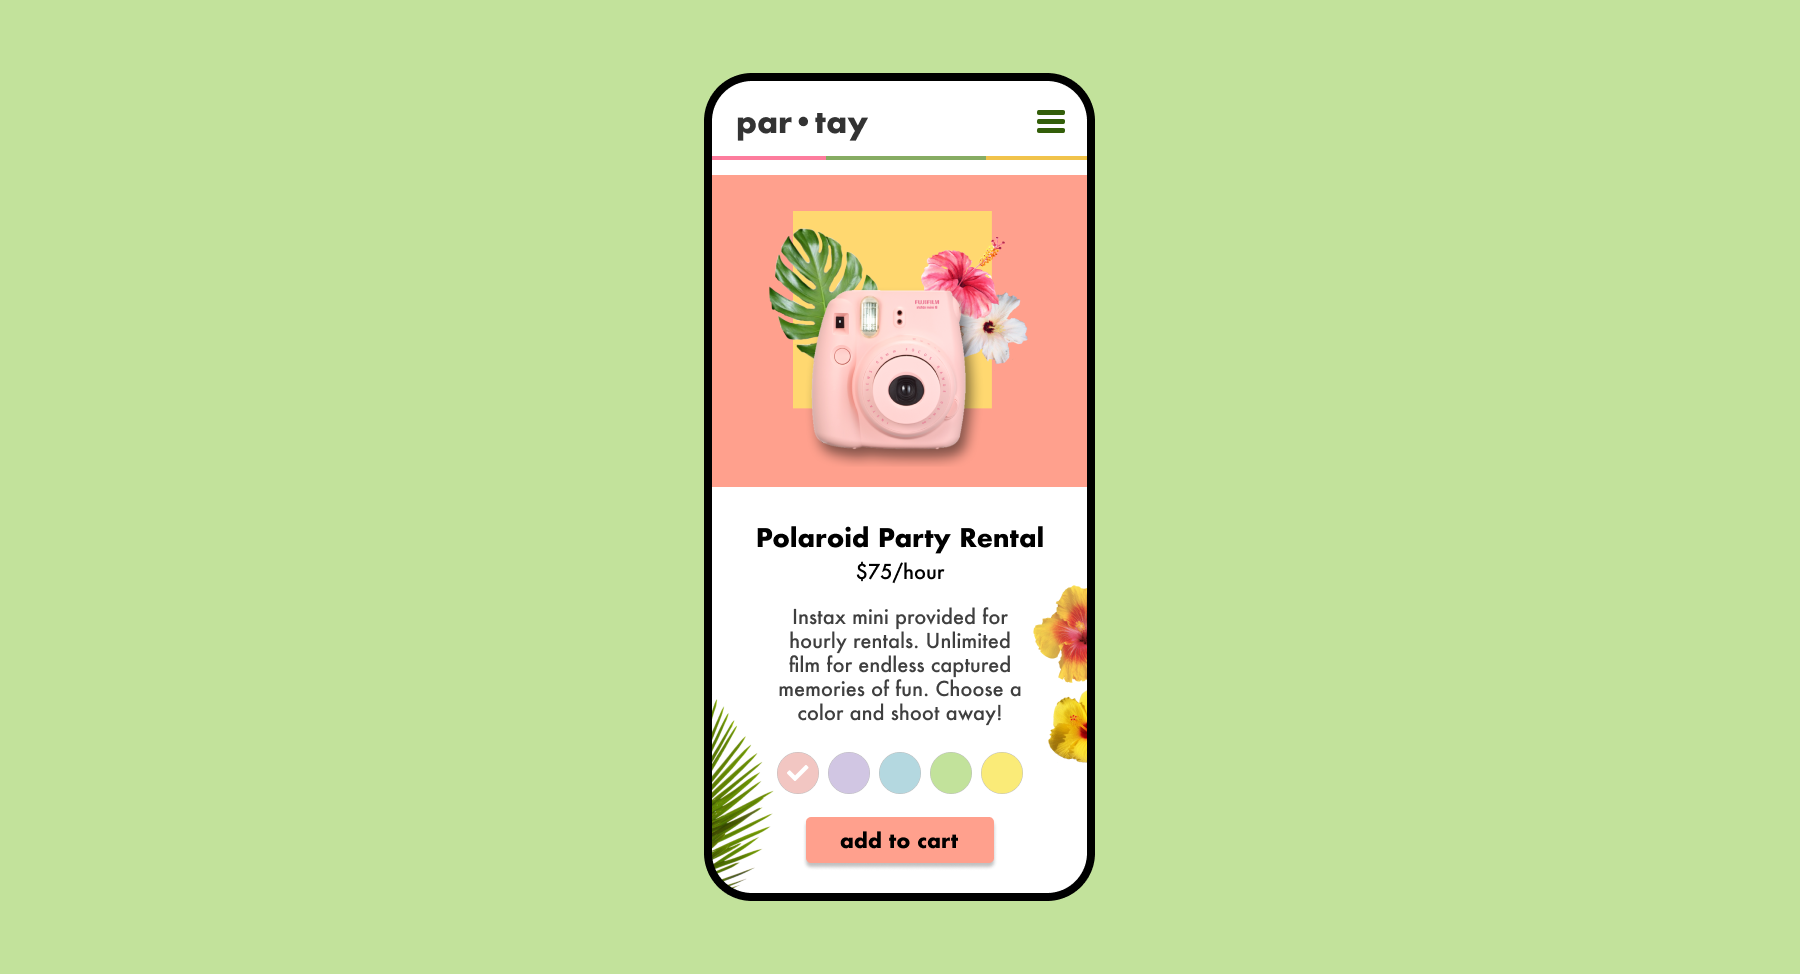 par•tay
FUJIFILM
Polaroid Party Rental
$75/hour
Instax mini provided for
hourly rentals. Unlimited
film for endless captured
memories of fun. Choose a
color and shoot away!
add to cart